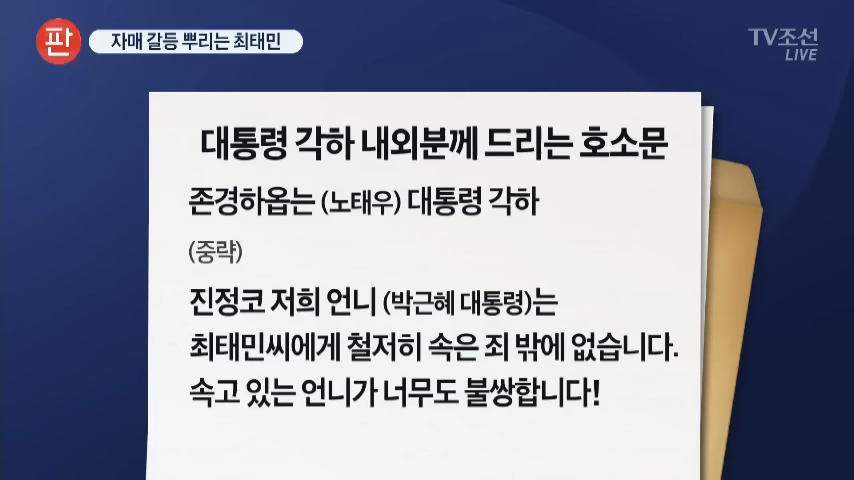 판
자매 갈등 뿌리는 최태민
TV조선
LIVE
대통령 각하 내외분께 드리는 호소문
존경하옵는 (노태우) 대통령 각하
(중략)
진정코 저희 언니 (박근혜 대통령)는
최태민씨에게 철저히 속은 죄 밖에 없습니다.
속고 있는 언니가 너무도 불쌍합니다!